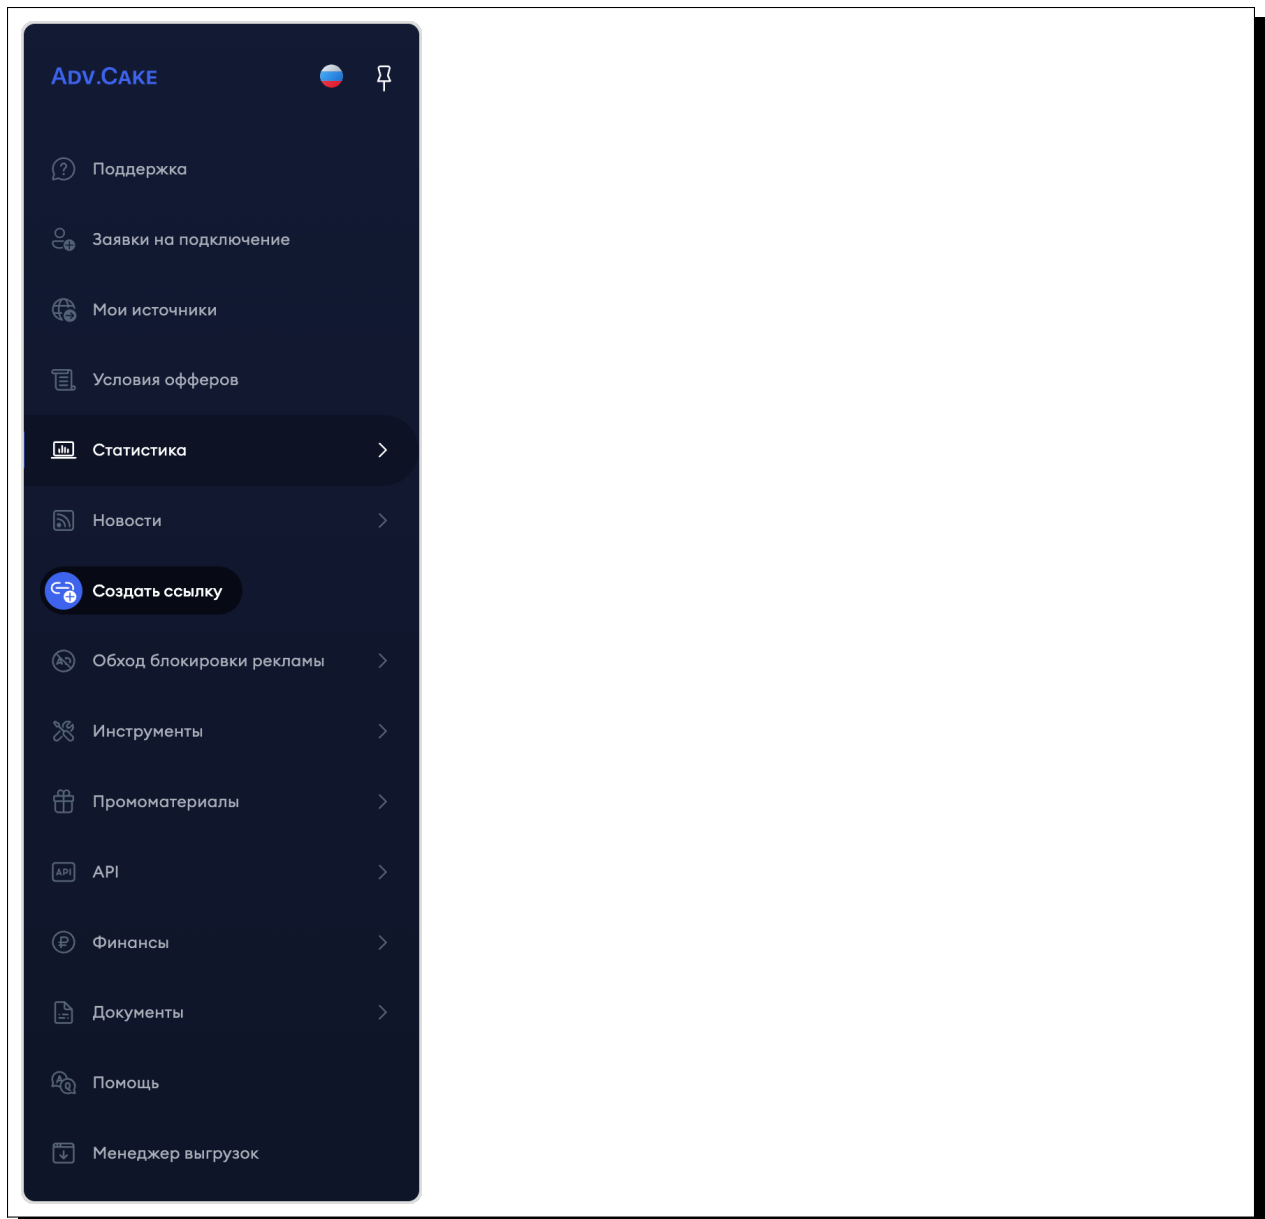 ADV.CAKE
Поддержка
Заявки на подключение
Мои источники
Условия офферов
Статистика
Новости
Создать ссылку
Обход блокировки рекламы
Инструменты
Промоматериалы
API API
Финансы
Документы
Помощь
Менеджер выгрузок